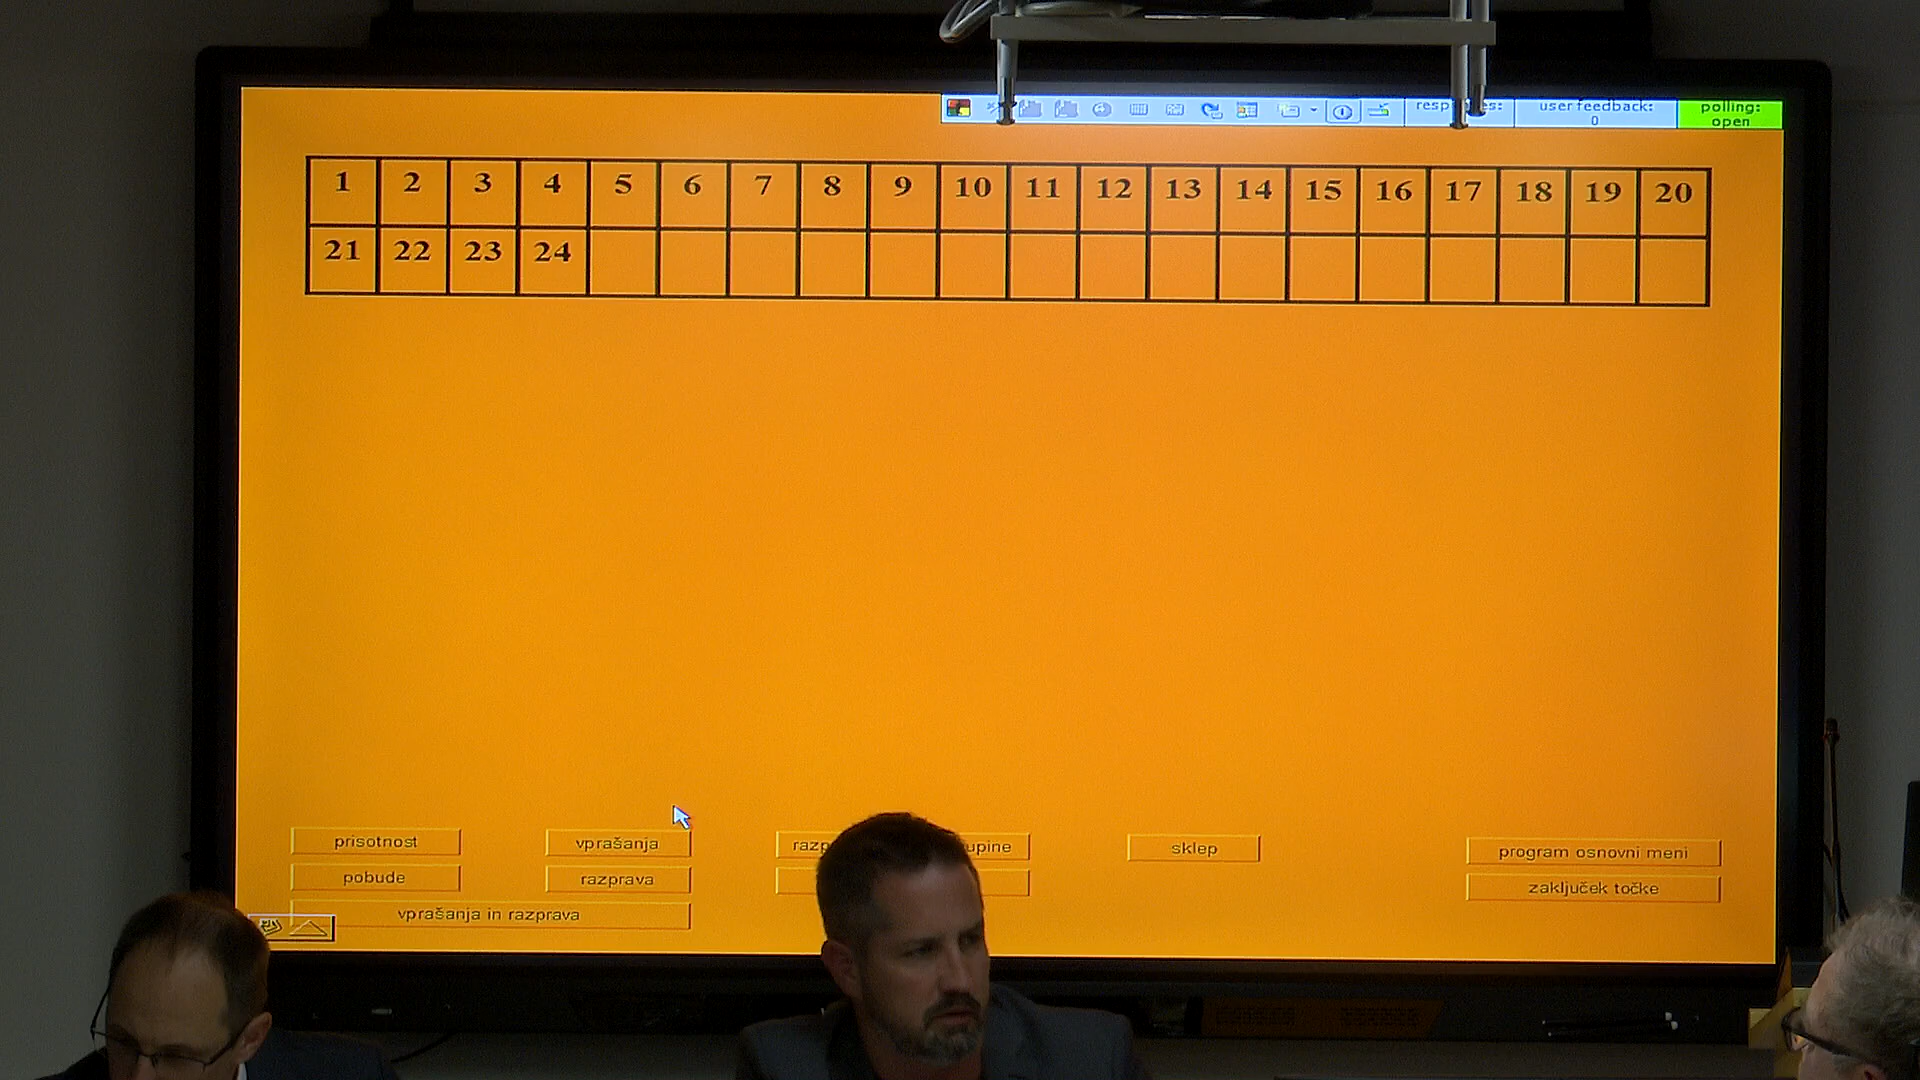 user feedback:
0
polling:
open
1 2 3 4 5 6 7 8 9 10 11 12 13 14 15 16 17 18 19 20
21 22 23 24
prisotnost
vprašanja
sklep
program osnovni meni
pobude
razprava
zaključek točke
vprašanja in razprava